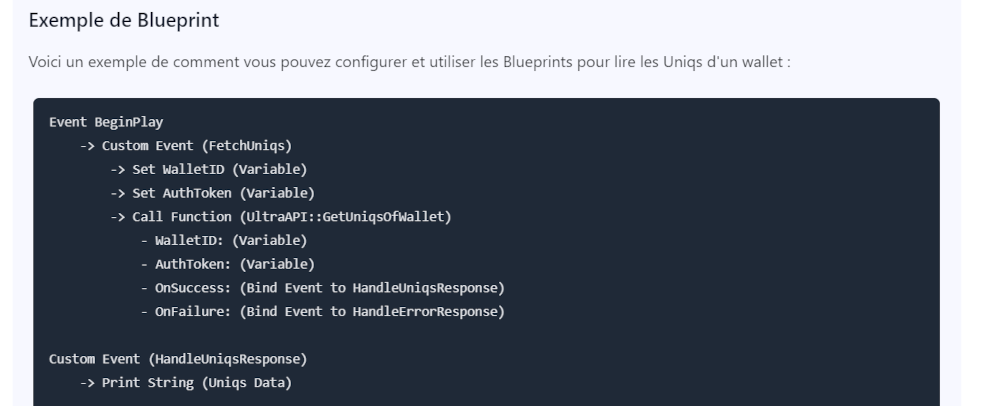 Exemple de Blueprint
Voici un exemple de comment vous pouvez configurer et utiliser les Blueprints pour lire les Uniqs d'un wallet :
Event BeginPlay
    -> Custom Event (FetchUniqs)
        -> Set WalletID (Variable)
        -> Set AuthToken (Variable)
        -> Call Function (UltraAPI::GetUniqsOfWallet)
            - WalletID: (Variable)
            - AuthToken: (Variable)
            - OnSuccess: (Bind Event to HandleUniqsResponse)
            - OnFailure: (Bind Event to HandleErrorResponse)

Custom Event (HandleUniqsResponse)
    -> Print String (Uniqs Data)